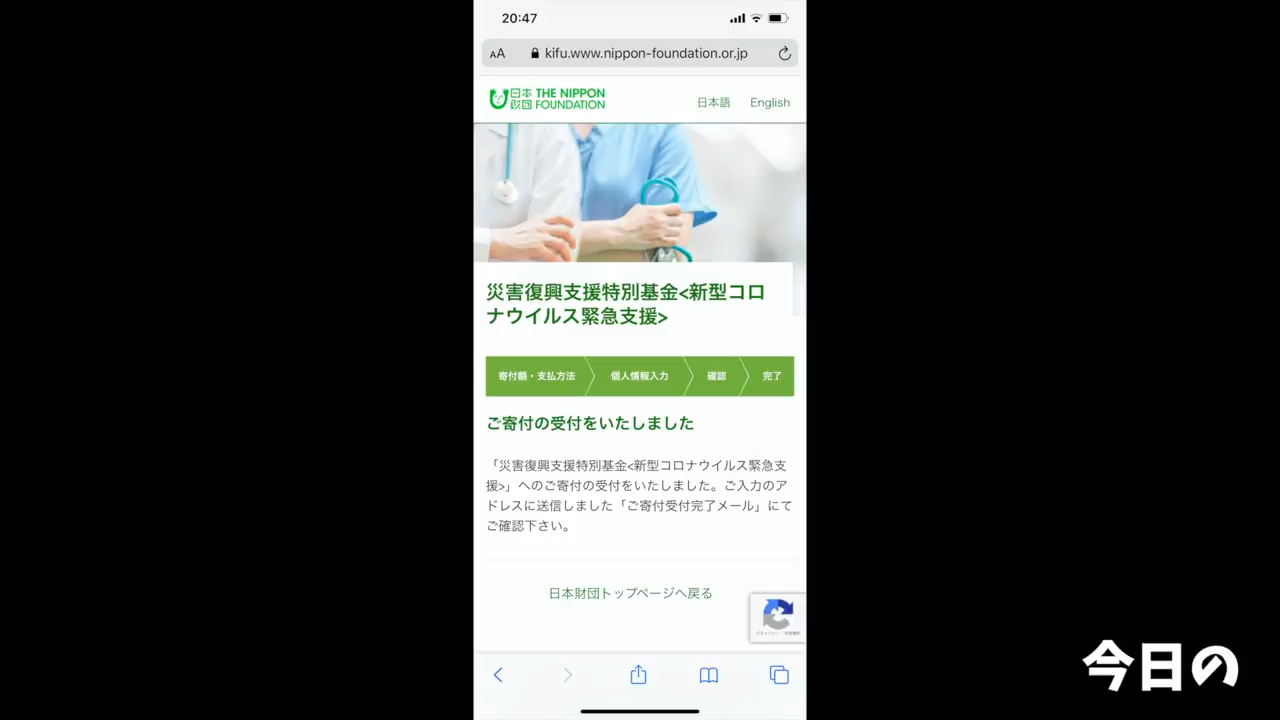 20:47
AA kifu.www.nippon-foundation.or.jp
日本財団 THE NIPPON FOUNDATION
日本語 English
災害復興支援特別基金<新型コロ
ナウイルス緊急支援>
寄付額・支払方法 個人情報入力 確認 完了
ご寄付の受付をいたしました
「災害復興支援特別基金<新型コロナウイルス緊急支
援>」へのご寄付の受付をいたしました。ご入力のア
ドレスに送信しました「ご寄付受付完了メール」にて
ご確認下さい。
日本財団トップページへ戻る
プライバシー
今日の